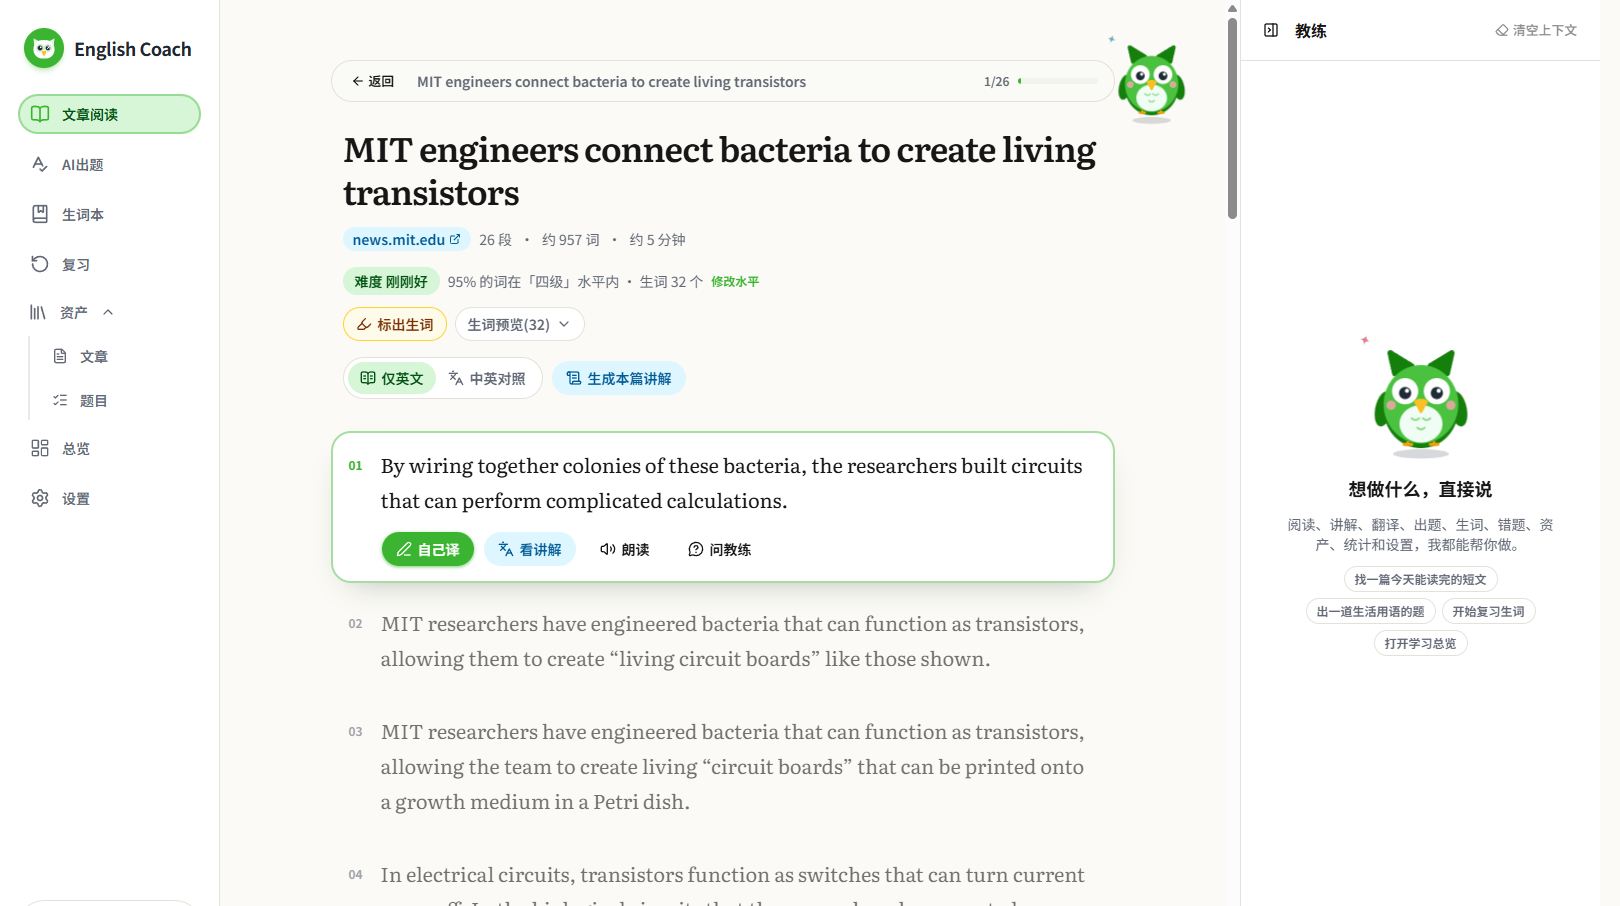 English Coach
文章阅读
AI出题
生词本
复习
资产
文章
题目
总览
设置
返回
MIT engineers connect bacteria to create living transistors
1/26
MIT engineers connect bacteria to create living
transistors
news.mit.edu
26 段 · 约 957 词 · 约 5 分钟
难度 刚刚好
95% 的词在「四级」水平内 · 生词 32 个
修改水平
标出生词
生词预览(32)
仅英文
中英对照
生成本篇讲解
01
By wiring together colonies of these bacteria, the researchers built circuits
that can perform complicated calculations.
自己译
看讲解
朗读
问教练
02
MIT researchers have engineered bacteria that can function as transistors,
allowing them to create “living circuit boards” like those shown.
03
MIT researchers have engineered bacteria that can function as transistors,
allowing the team to create living “circuit boards” that can be printed onto
a growth medium in a Petri dish.
04
In electrical circuits, transistors function as switches that can turn current
教练
清空上下文
想做什么，直接说
阅读、讲解、翻译、出题、生词、错题、资
产、统计和设置，我都能帮你做。
找一篇今天能读完的短文
出一道生活用语的题
开始复习生词
打开学习总览